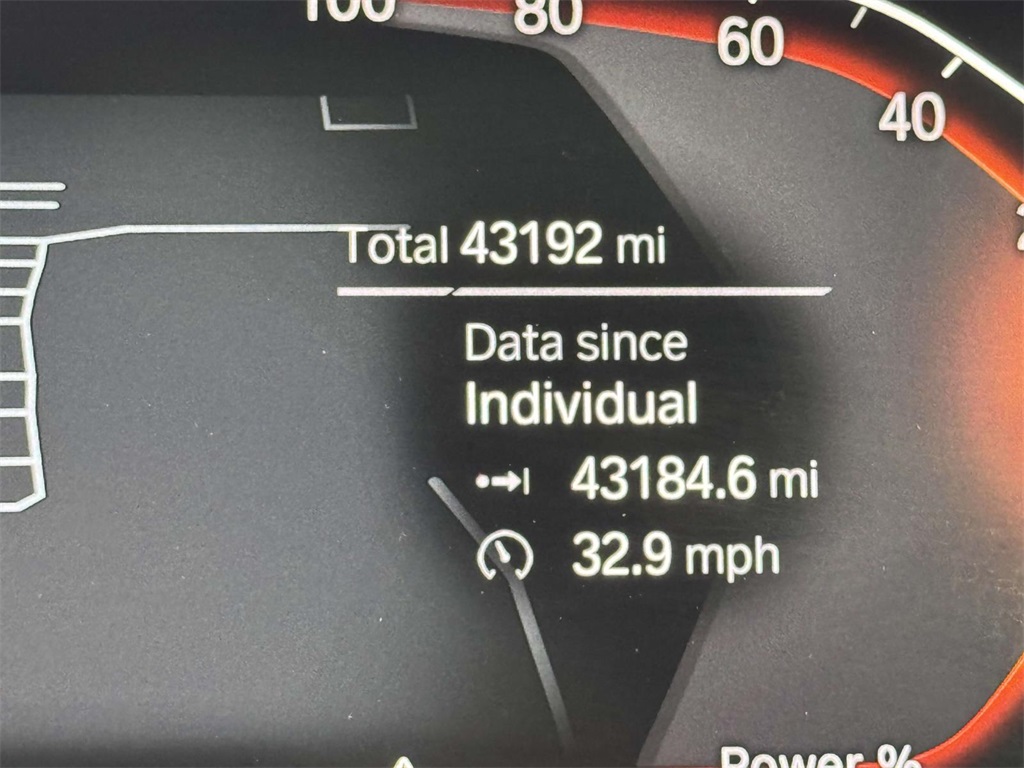 100
80
60
40
Total 43192 mi
Data since
Individual
43184.6 mi
32.9 mph
Power %